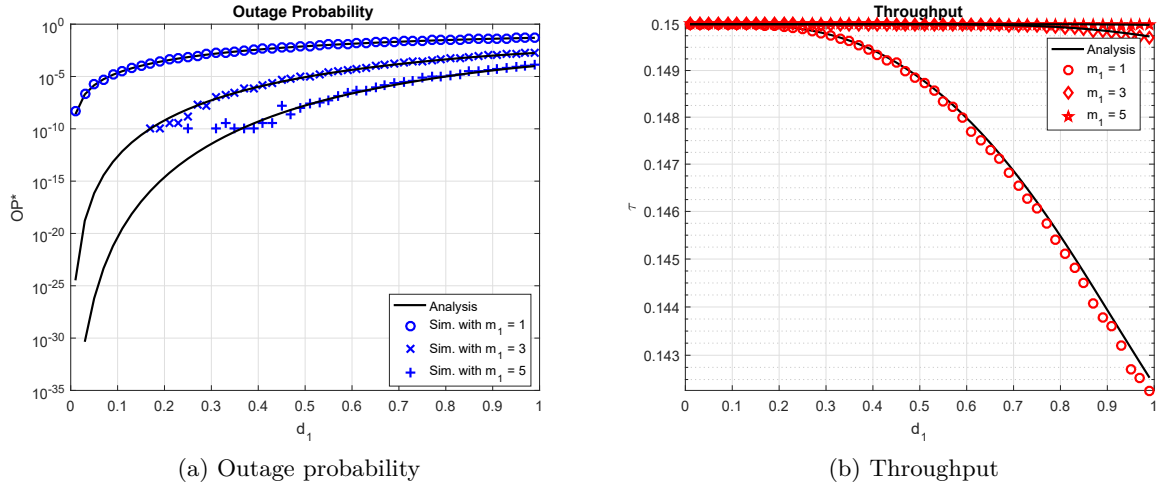 Outage Probability
10^0
10^-5
10^-10
10^-15
10^-20
10^-25
10^-30
10^-35
OP*
0 0.1 0.2 0.3 0.4 0.5 0.6 0.7 0.8 0.9 1
d_1
Analysis
Sim. with m_1 = 1
Sim. with m_1 = 3
Sim. with m_1 = 5
(a) Outage probability
Throughput
0.15
0.149
0.148
0.147
0.146
0.145
0.144
0.143
τ
0 0.1 0.2 0.3 0.4 0.5 0.6 0.7 0.8 0.9 1
d_1
Analysis
m_1 = 1
m_1 = 3
m_1 = 5
(b) Throughput